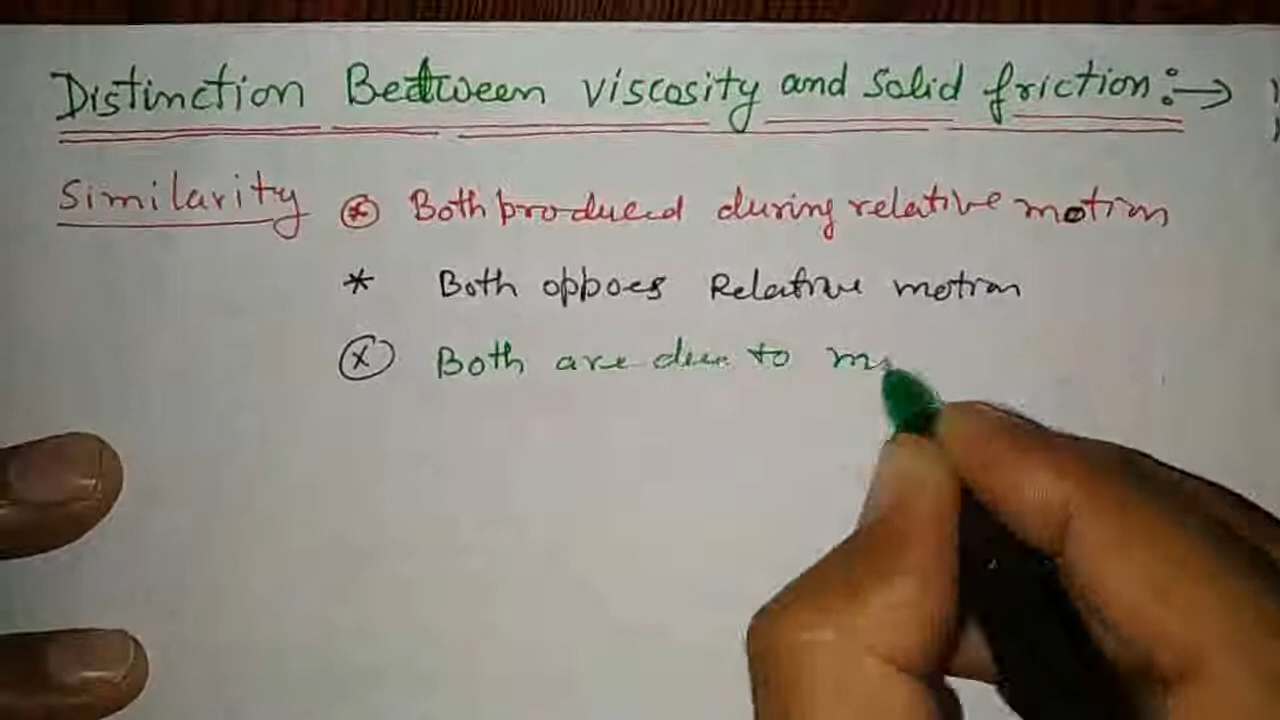 Distinction Between viscosity and Solid friction :→
Similarity * Both produced during relative motion
* Both oppoes Relative motion
x Both are due to m